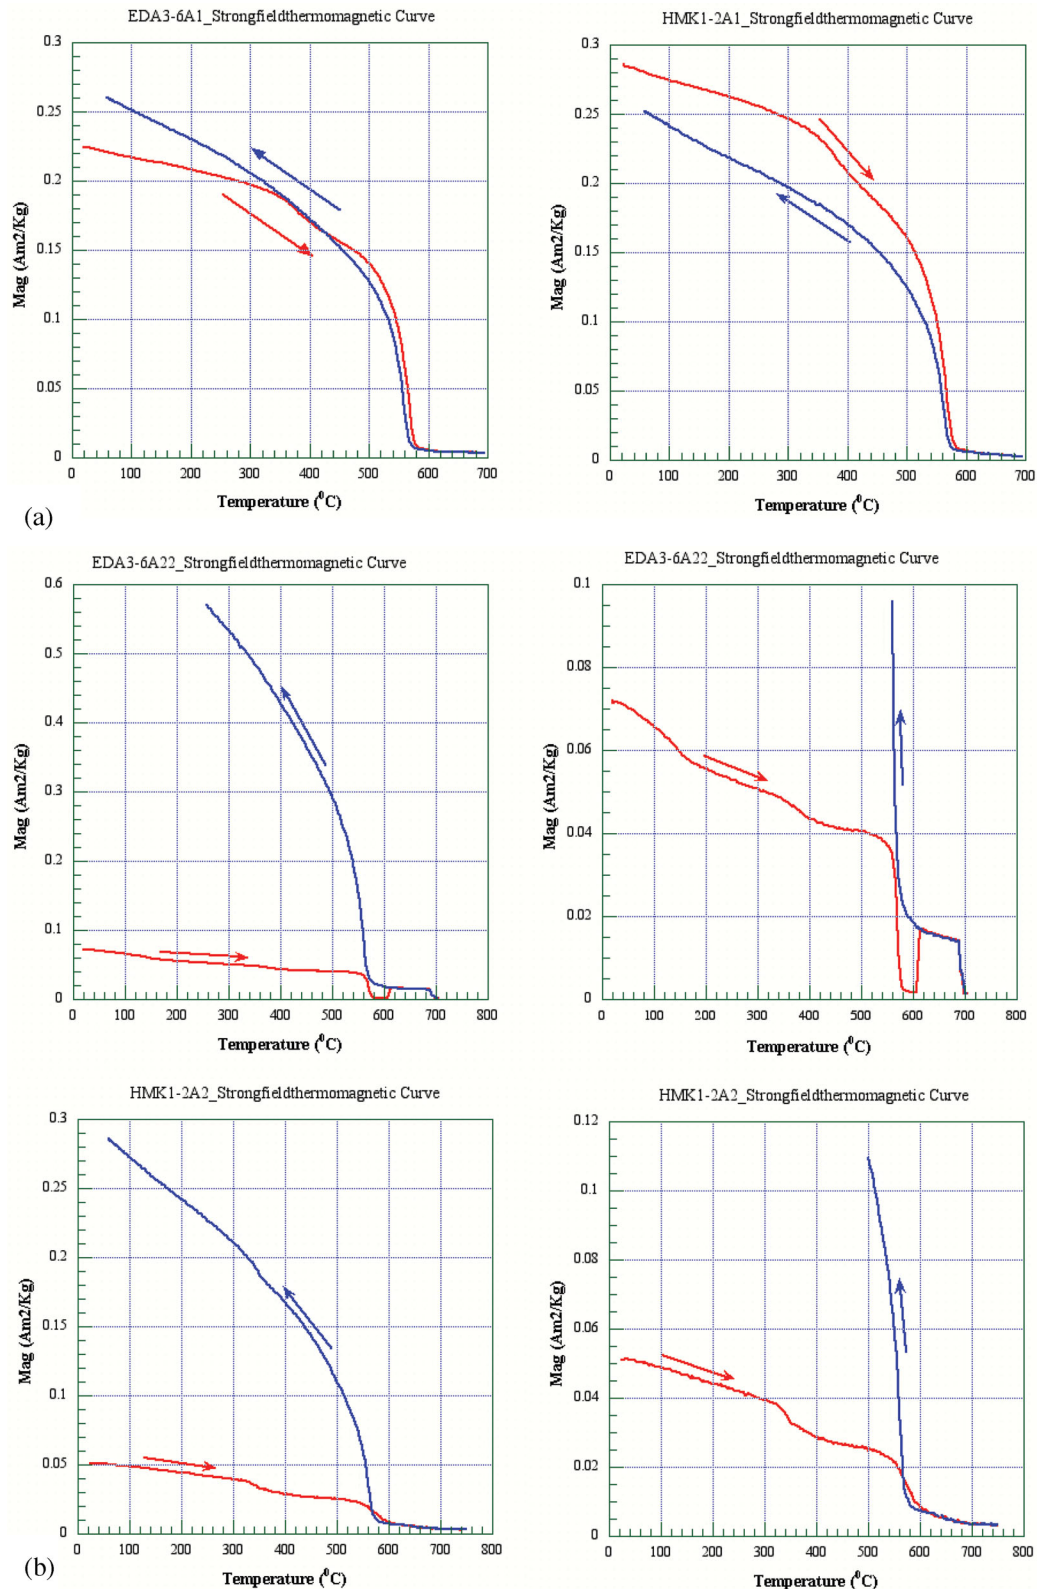 (a)
EDA3-6A1_Strongfieldthermomagnetic Curve
Mag (Am2/Kg)
0.3
0.25
0.2
0.15
0.1
0.05
0
0 100 200 300 400 500 600 700
Temperature (⁰C)
HMK1-2A1_Strongfieldthermomagnetic Curve
Mag (Am2/Kg)
0.3
0.25
0.2
0.15
0.1
0.05
0
0 100 200 300 400 500 600 700
Temperature (⁰C)
(b)
EDA3-6A22_Strongfieldthermomagnetic Curve
Mag (Am2/Kg)
0.6
0.5
0.4
0.3
0.2
0.1
0
0 100 200 300 400 500 600 700 800
Temperature (⁰C)
EDA3-6A22_Strongfieldthermomagnetic Curve
Mag (Am2/Kg)
0.1
0.08
0.06
0.04
0.02
0
0 100 200 300 400 500 600 700 800
Temperature (⁰C)
HMK1-2A2_Strongfieldthermomagnetic Curve
Mag (Am2/Kg)
0.3
0.25
0.2
0.15
0.1
0.05
0
0 100 200 300 400 500 600 700 800
Temperature (⁰C)
HMK1-2A2_Strongfieldthermomagnetic Curve
Mag (Am2/Kg)
0.12
0.1
0.08
0.06
0.04
0.02
0
0 100 200 300 400 500 600 700 800
Temperature (⁰C)